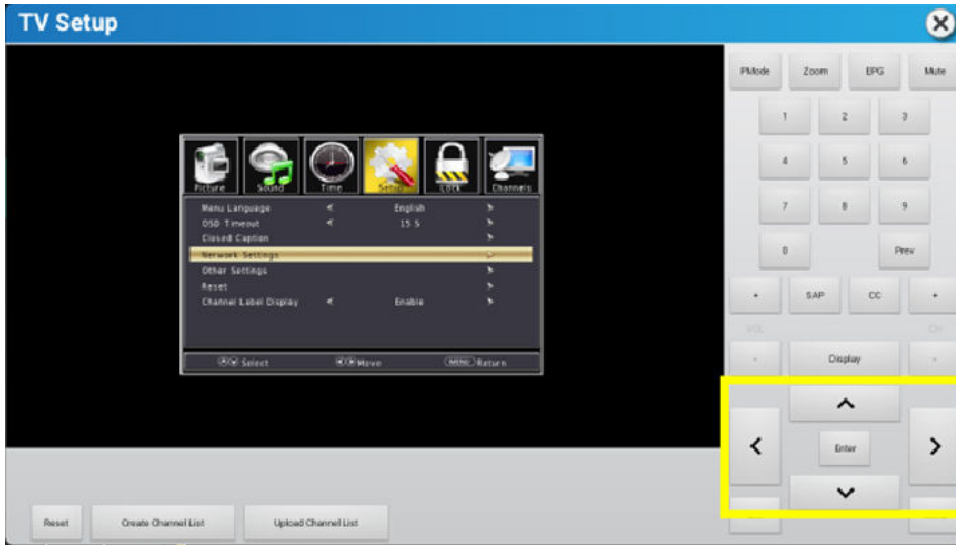 TV Setup
PMode Zoom EPG Mute
1 2 3
4 5 6
7 8 9
0 Prev
+ SAP CC +
VOL CH
- Display -
Enter
Picture Sound Time Setup Lock Channels
Menu Language English
OSD Timeout 15 S
Closed Caption
Network Settings
Other Settings
Reset
Channel Label Display Enable
Select Move MENU Return
Reset Create Channel List Upload Channel List